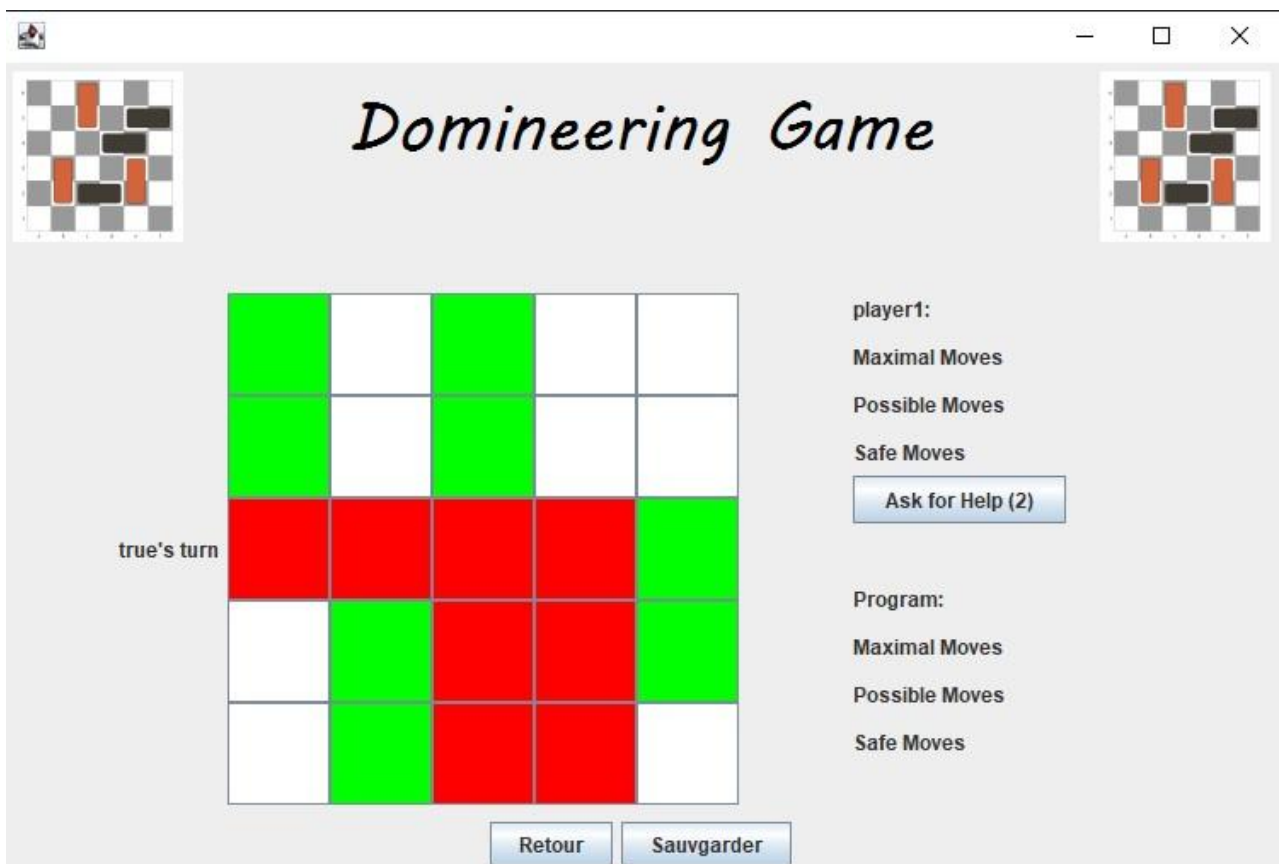 Domineering Game
player1:
Maximal Moves
Possible Moves
Safe Moves
Ask for Help (2)
true's turn
Program:
Maximal Moves
Possible Moves
Safe Moves
Retour
Sauvgarder